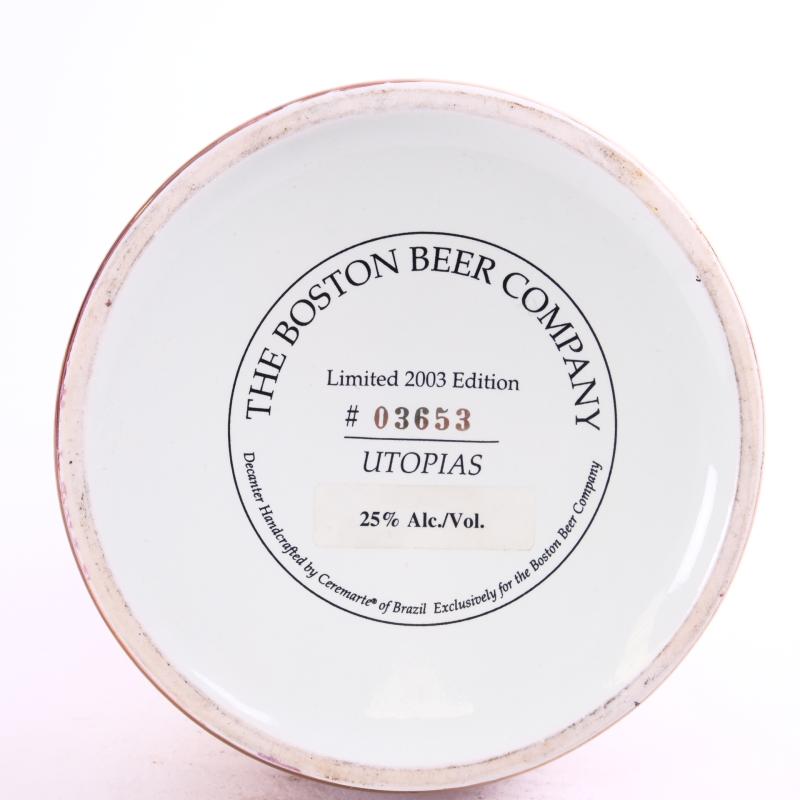 THE BOSTON BEER COMPANY
Limited 2003 Edition
# 03653
UTOPIAS
25% Alc./Vol.
Decanter Handcrafted by Ceremarte® of Brazil Exclusively for the Boston Beer Company